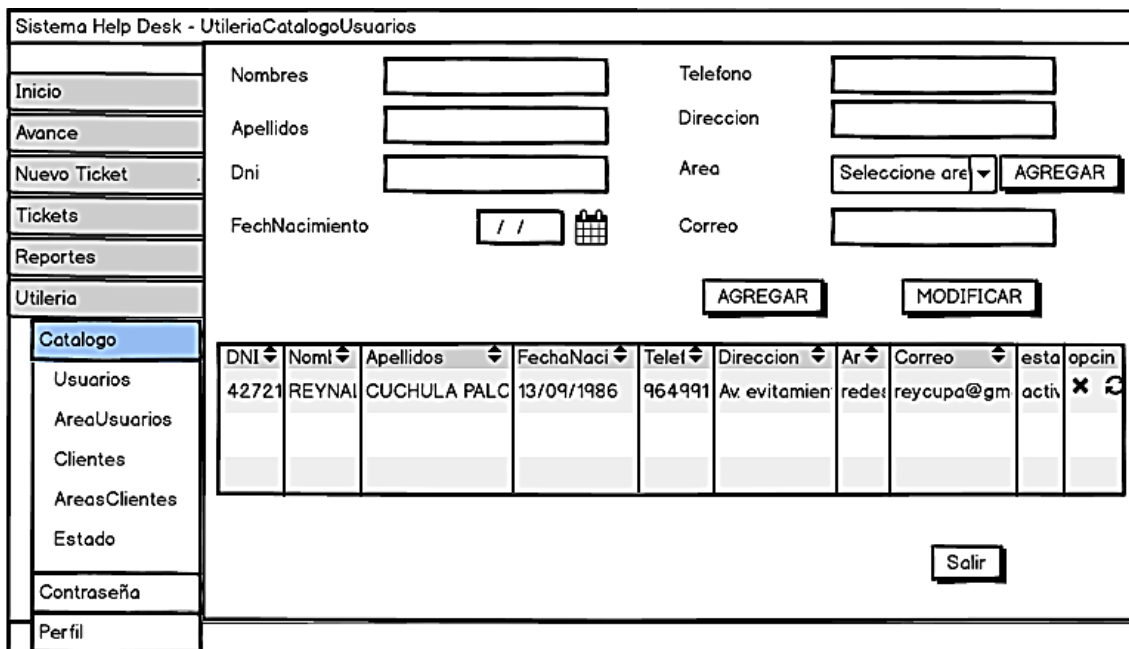 Sistema Help Desk - UtileriaCatalogoUsuarios
Inicio
Avance
Nuevo Ticket
Tickets
Reportes
Utileria
Catalogo
Usuarios
AreaUsuarios
Clientes
AreasClientes
Estado
Contraseña
Perfil
Nombres
Apellidos
Dni
FechNacimiento / /
Telefono
Direccion
Area Seleccione are AGREGAR
Correo
AGREGAR MODIFICAR
DNI Noml Apellidos FechaNaci Telef Direccion Ar Correo esta opcin
42721 REYNAL CUCHULA PALO 13/09/1986 964991 Av. evitamien redes reycupa@gm activ
Salir